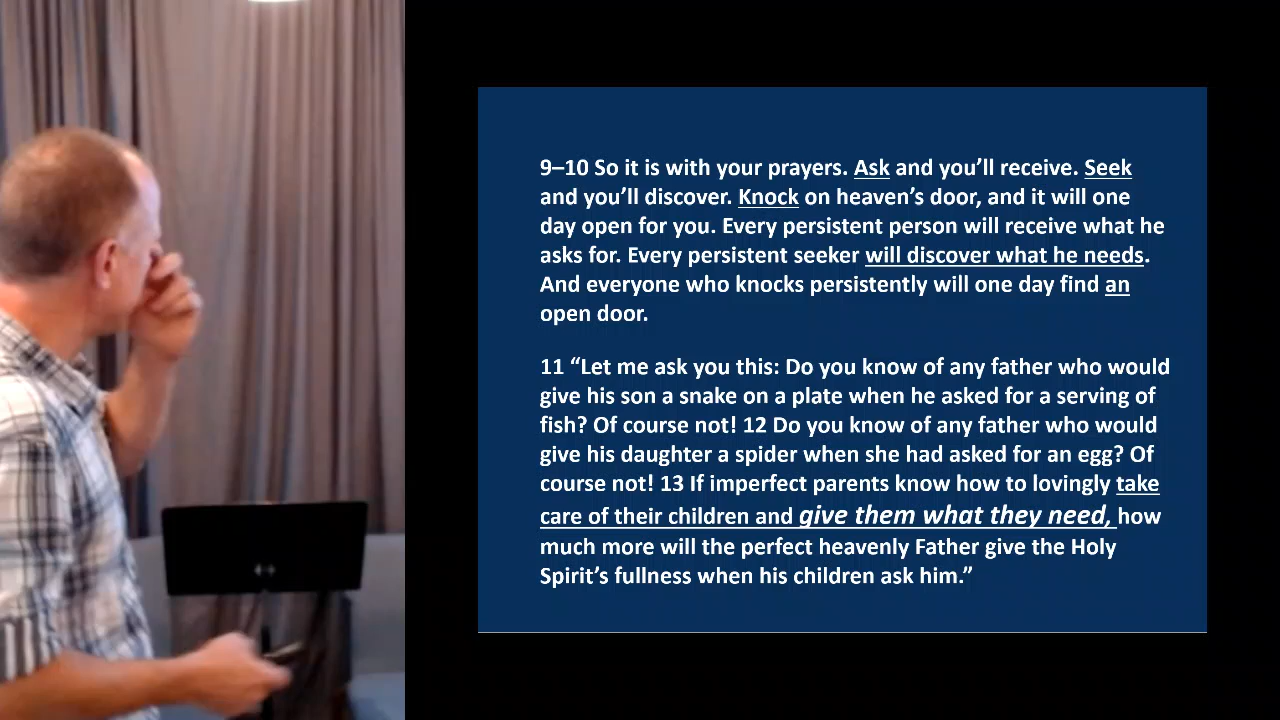 9–10 So it is with your prayers. Ask and you’ll receive. Seek
and you’ll discover. Knock on heaven’s door, and it will one
day open for you. Every persistent person will receive what he
asks for. Every persistent seeker will discover what he needs.
And everyone who knocks persistently will one day find an
open door.
11 “Let me ask you this: Do you know of any father who would
give his son a snake on a plate when he asked for a serving of
fish? Of course not! 12 Do you know of any father who would
give his daughter a spider when she had asked for an egg? Of
course not! 13 If imperfect parents know how to lovingly take
care of their children and give them what they need, how
much more will the perfect heavenly Father give the Holy
Spirit’s fullness when his children ask him.”